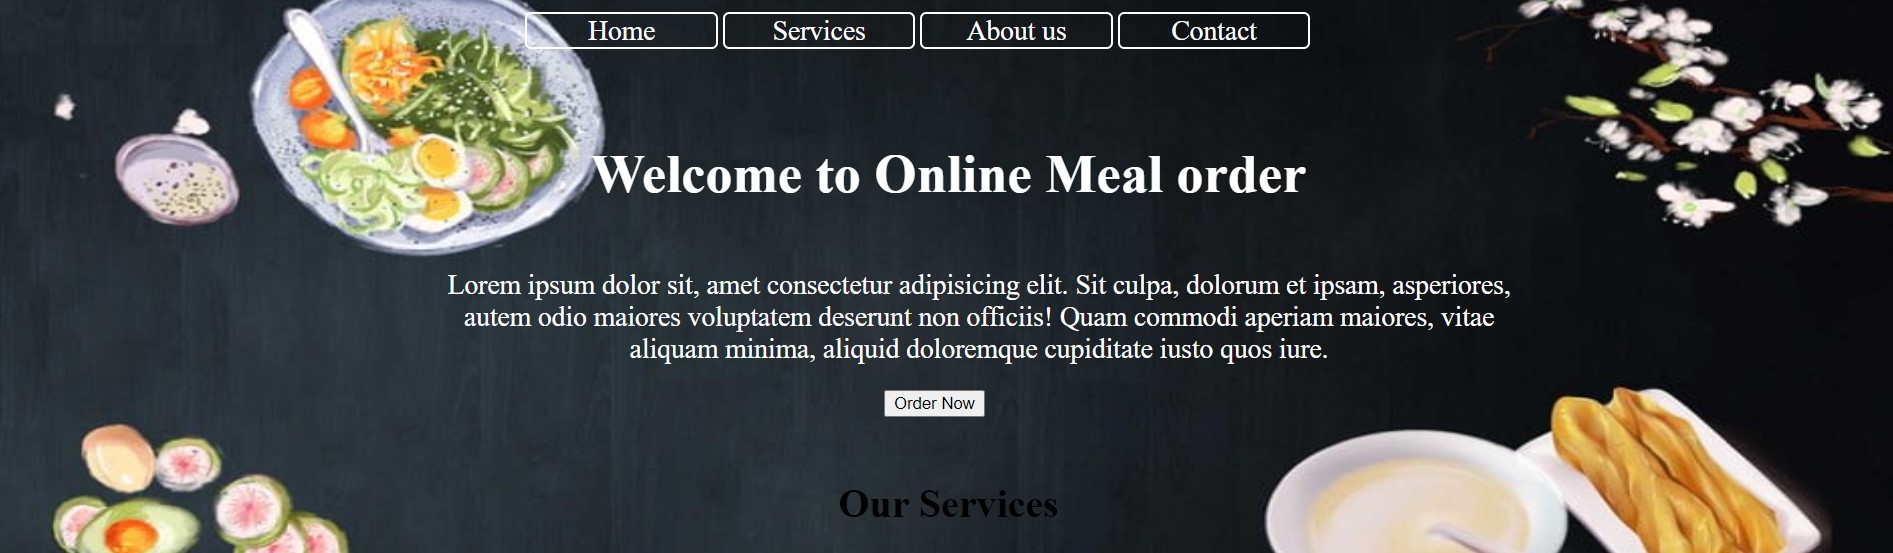 Home Services About us Contact
Welcome to Online Meal order
Lorem ipsum dolor sit, amet consectetur adipisicing elit. Sit culpa, dolorum et ipsam, asperiores,
autem odio maiores voluptatem deserunt non officiis! Quam commodi aperiam maiores, vitae
aliquam minima, aliquid doloremque cupiditate iusto quos iure.
Order Now
Our Services